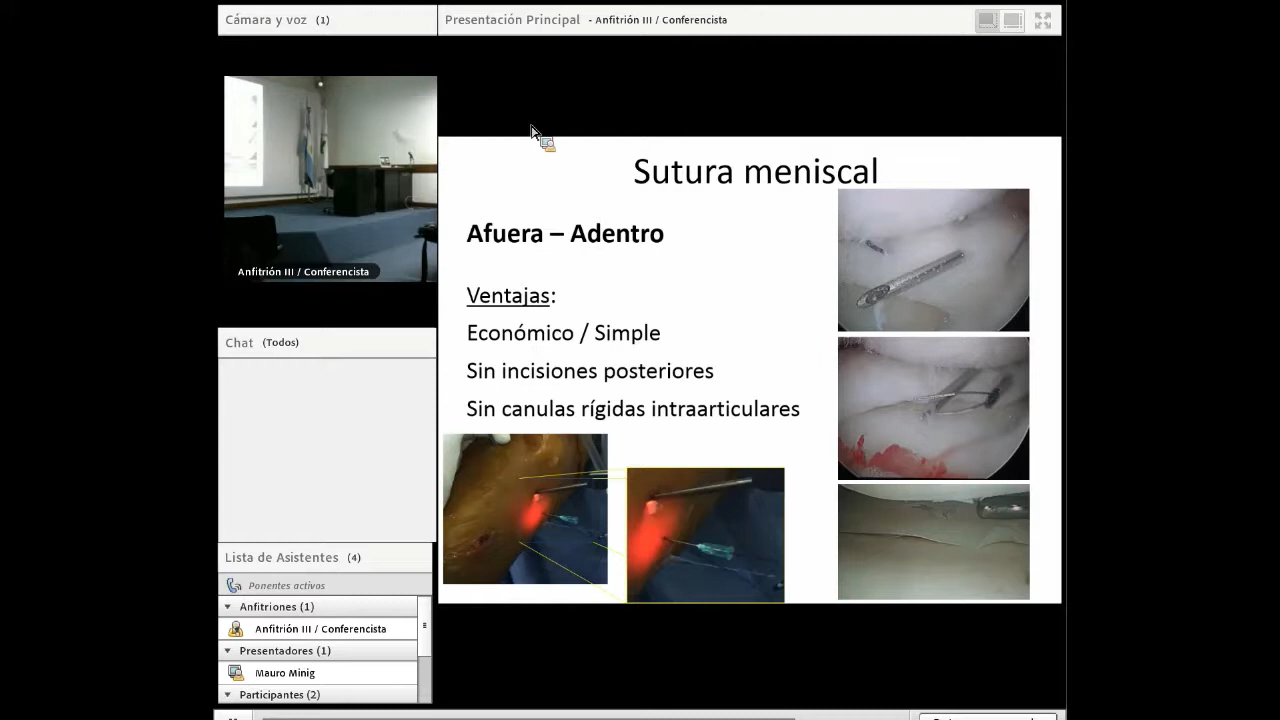 Cámara y voz (1)
Presentación Principal - Anfitrión III / Conferencista
Anfitrión III / Conferencista
Sutura meniscal
Afuera – Adentro
Ventajas:
Económico / Simple
Sin incisiones posteriores
Sin canulas rígidas intraarticulares
Chat (Todos)
Lista de Asistentes (4)
Ponentes activos
Anfitriones (1)
Anfitrión III / Conferencista
Presentadores (1)
Mauro Minig
Participantes (2)